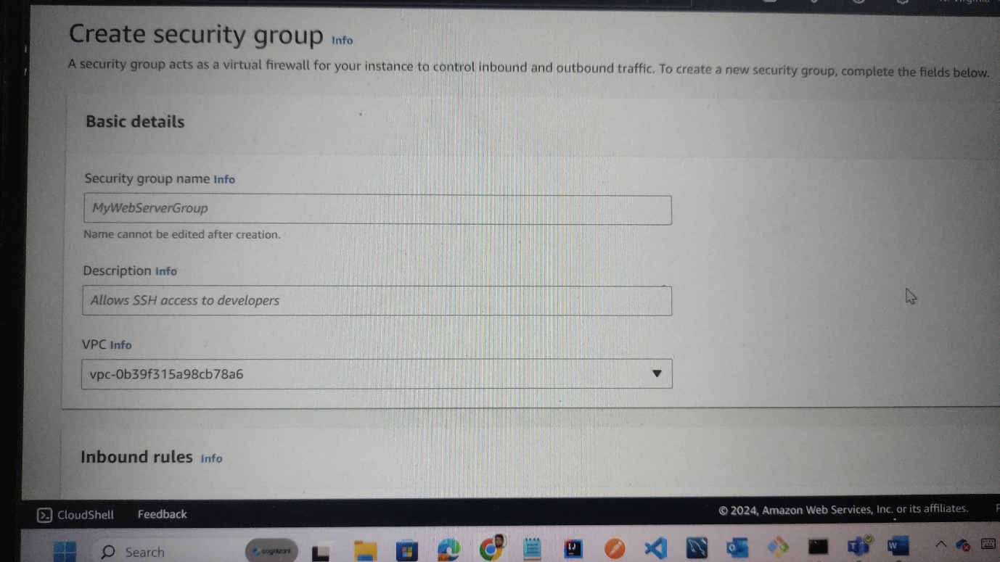 Create security group Info
A security group acts as a virtual firewall for your instance to control inbound and outbound traffic. To create a new security group, complete the fields below.
Basic details
Security group name Info
MyWebServerGroup
Name cannot be edited after creation.
Description Info
Allows SSH access to developers
VPC Info
vpc-0b39f315a98cb78a6
Inbound rules Info
CloudShell Feedback © 2024, Amazon Web Services, Inc. or its affiliates.
Search cognizant